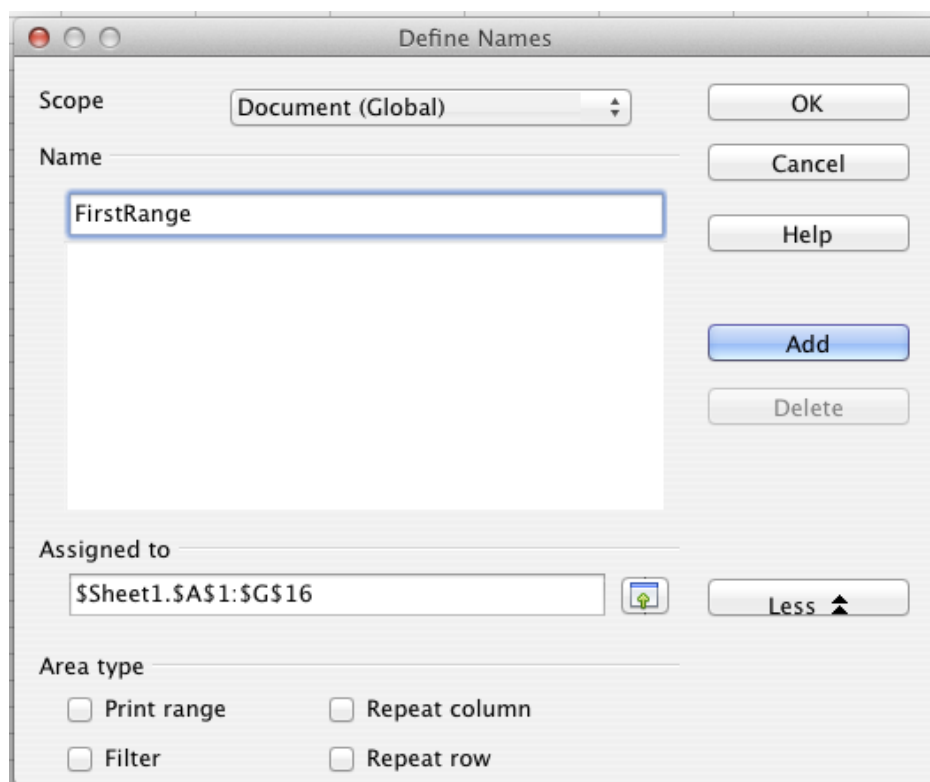 Define Names
Scope
Document (Global)
OK
Name
Cancel
FirstRange
Help
Add
Delete
Assigned to
$Sheet1.$A$1:$G$16
Less
Area type
Print range
Repeat column
Filter
Repeat row